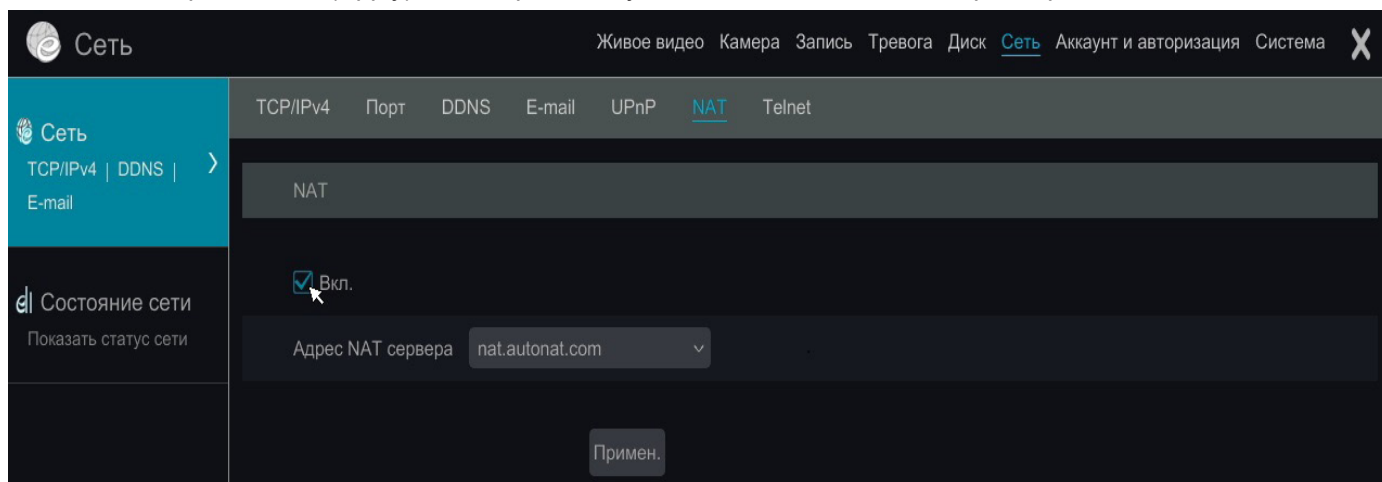 Сеть
Живое видео Камера Запись Тревога Диск Сеть Аккаунт и авторизация Система X
TCP/IPv4 Порт DDNS E-mail UPnP NAT Telnet
Сеть
TCP/IPv4 | DDNS |
E-mail
NAT
Вкл.
Состояние сети
Показать статус сети
Адрес NAT сервера nat.autonat.com
Примен.